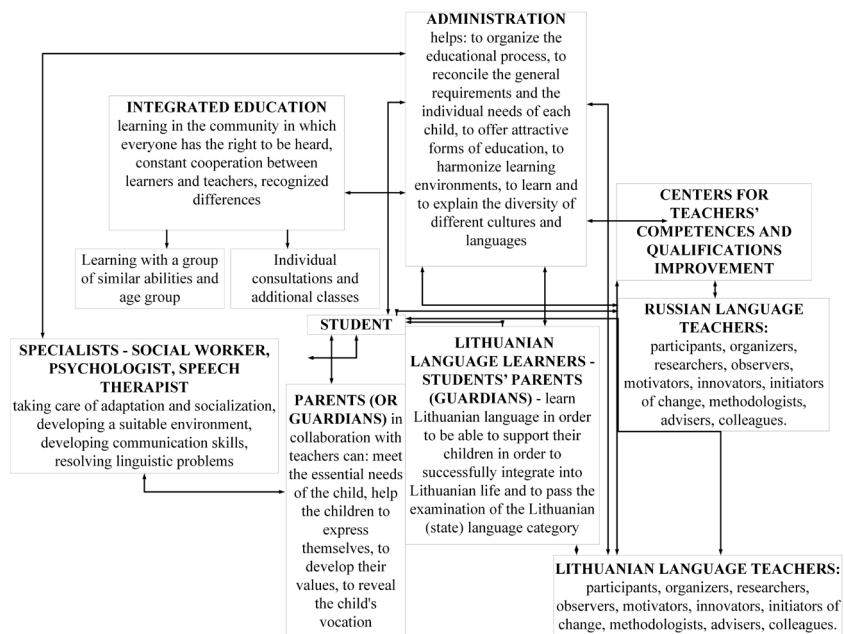 ADMINISTRATION
helps: to organize the
educational process, to
reconcile the general
requirements and the
individual needs of each
child, to offer attractive
forms of education, to
harmonize learning
environments, to learn and
to explain the diversity of
different cultures and
languages
INTEGRATED EDUCATION
learning in the community in which
everyone has the right to be heard,
constant cooperation between
learners and teachers, recognized
differences
Learning with a group
of similar abilities and
age group
Individual
consultations and
additional classes
CENTERS FOR
TEACHERS’
COMPETENCES AND
QUALIFICATIONS
IMPROVEMENT
STUDENT
RUSSIAN LANGUAGE
TEACHERS:
participants, organizers,
researchers, observers,
motivators, innovators, initiators
of change, methodologists,
advisers, colleagues.
SPECIALISTS - SOCIAL WORKER,
PSYCHOLOGIST, SPEECH
THERAPIST
taking care of adaptation and socialization,
developing a suitable environment,
developing communication skills,
resolving linguistic problems
PARENTS (OR
GUARDIANS) in
collaboration with
teachers can: meet
the essential needs
of the child, help
the children to
express
themselves, to
develop their
values, to reveal
the child's
vocation
LITHUANIAN
LANGUAGE LEARNERS -
STUDENTS’ PARENTS
(GUARDIANS) - learn
Lithuanian language in order
to be able to support their
children in order to
successfully integrate into
Lithuanian life and to pass the
examination of the Lithuanian
(state) language category
LITHUANIAN LANGUAGE TEACHERS:
participants, organizers, researchers,
observers, motivators, innovators, initiators of
change, methodologists, advisers, colleagues.